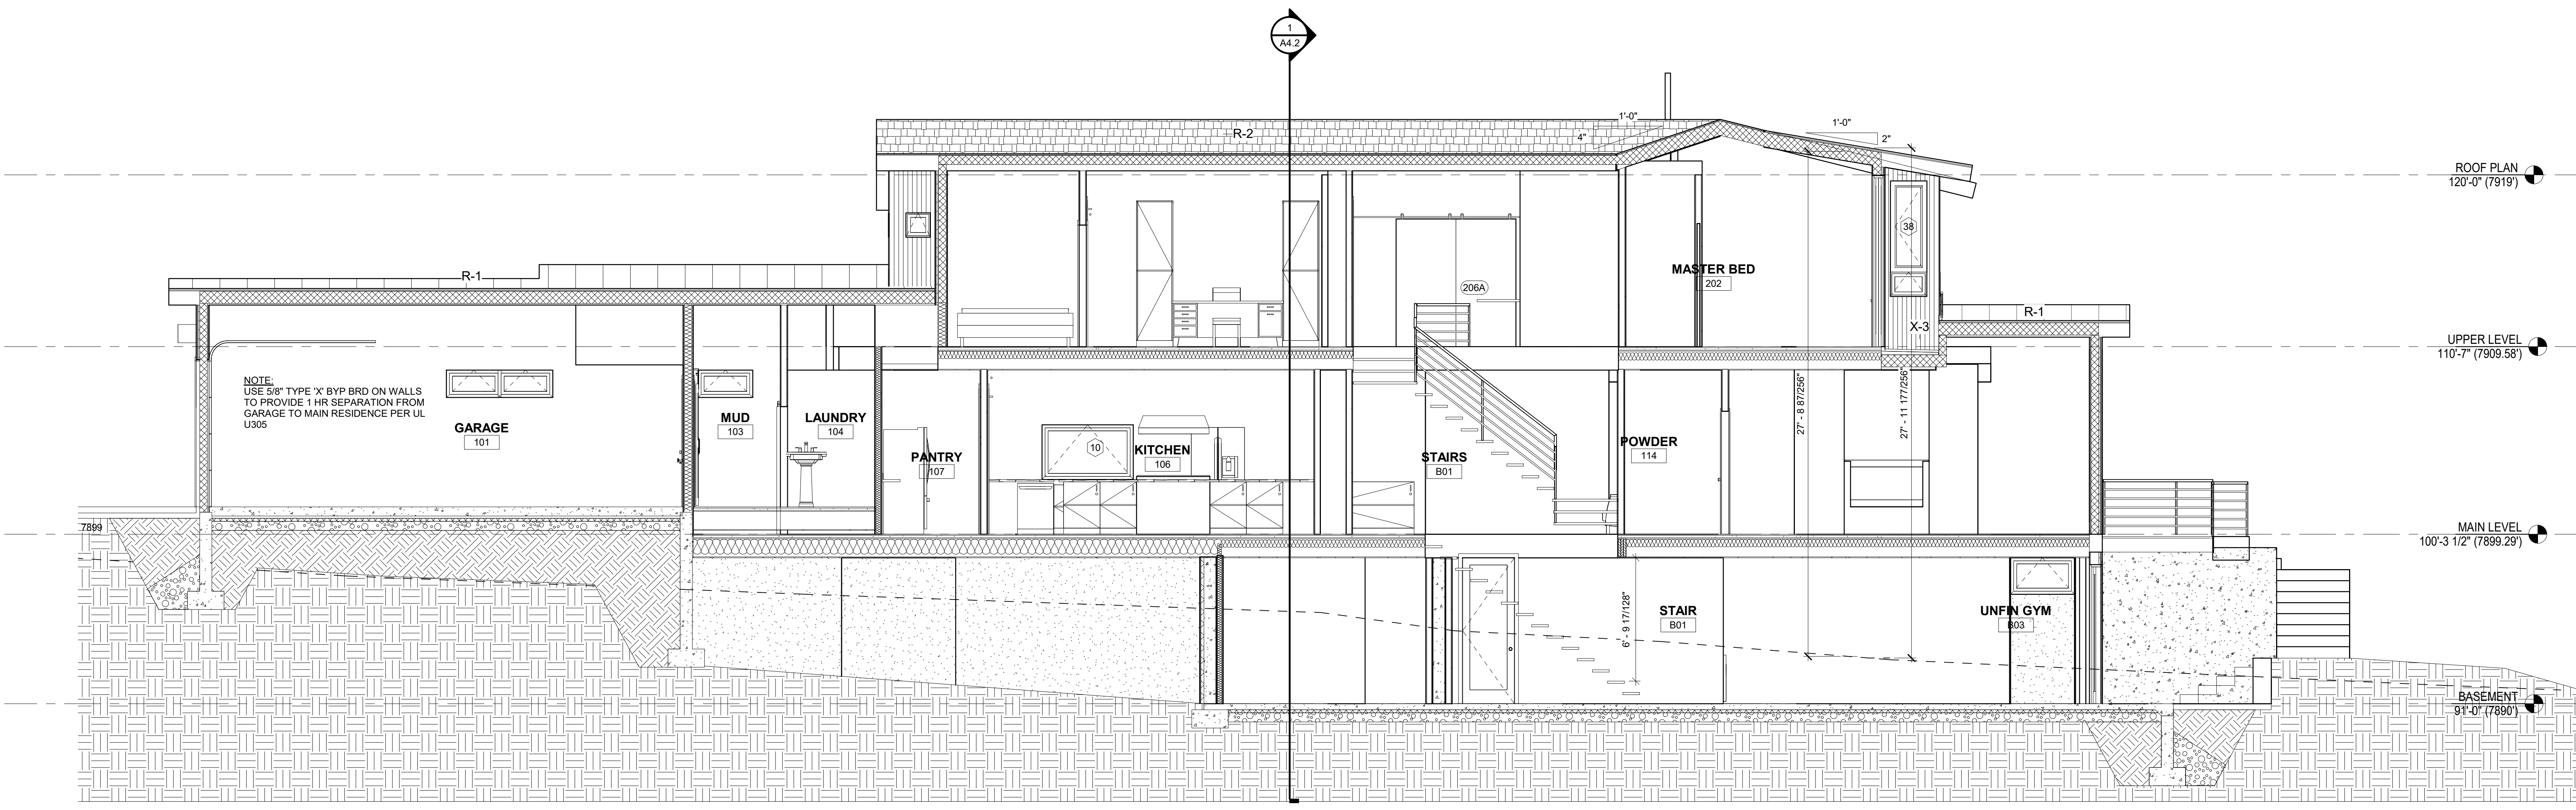 1
A4.2
R-2
1'-0"
4"
1'-0"
2"
ROOF PLAN
120'-0" (7919')
38
R-1
MASTER BED
202
206A
R-1
X-3
UPPER LEVEL
110'-7" (7909.58')
NOTE:
USE 5/8" TYPE 'X' BYP BRD ON WALLS
TO PROVIDE 1 HR SEPARATION FROM
GARAGE TO MAIN RESIDENCE PER UL
U305
GARAGE
101
MUD
103
LAUNDRY
104
PANTRY
107
10
KITCHEN
106
STAIRS
B01
POWDER
114
27' - 8 87/256"
27' - 11 177/256"
7899
MAIN LEVEL
100'-3 1/2" (7899.29')
6' - 9 17/128"
STAIR
B01
UNFIN GYM
B03
BASEMENT
91'-0" (7890')